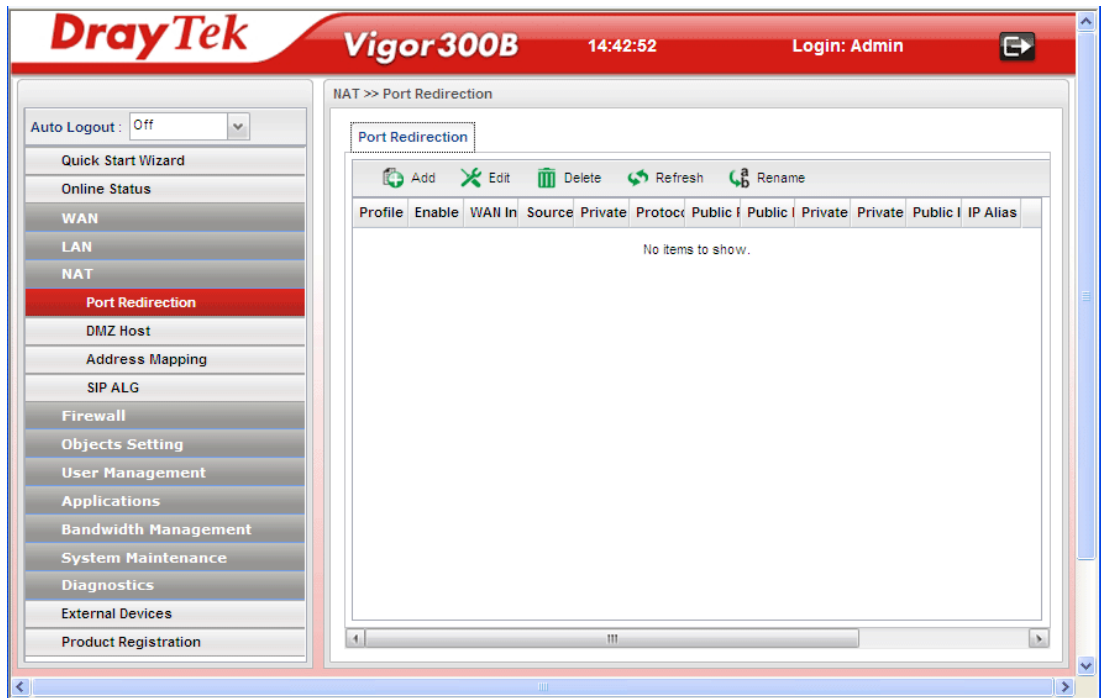 DrayTek
Vigor300B 14:42:52 Login: Admin
NAT >> Port Redirection
Auto Logout : Off
Quick Start Wizard
Online Status
WAN
LAN
NAT
Port Redirection
DMZ Host
Address Mapping
SIP ALG
Firewall
Objects Setting
User Management
Applications
Bandwidth Management
System Maintenance
Diagnostics
External Devices
Product Registration
Port Redirection
Add Edit Delete Refresh a b Rename
Profile Enable WAN In Source Private Protoc Public Public Private Private Public I IP Alias
No items to show.